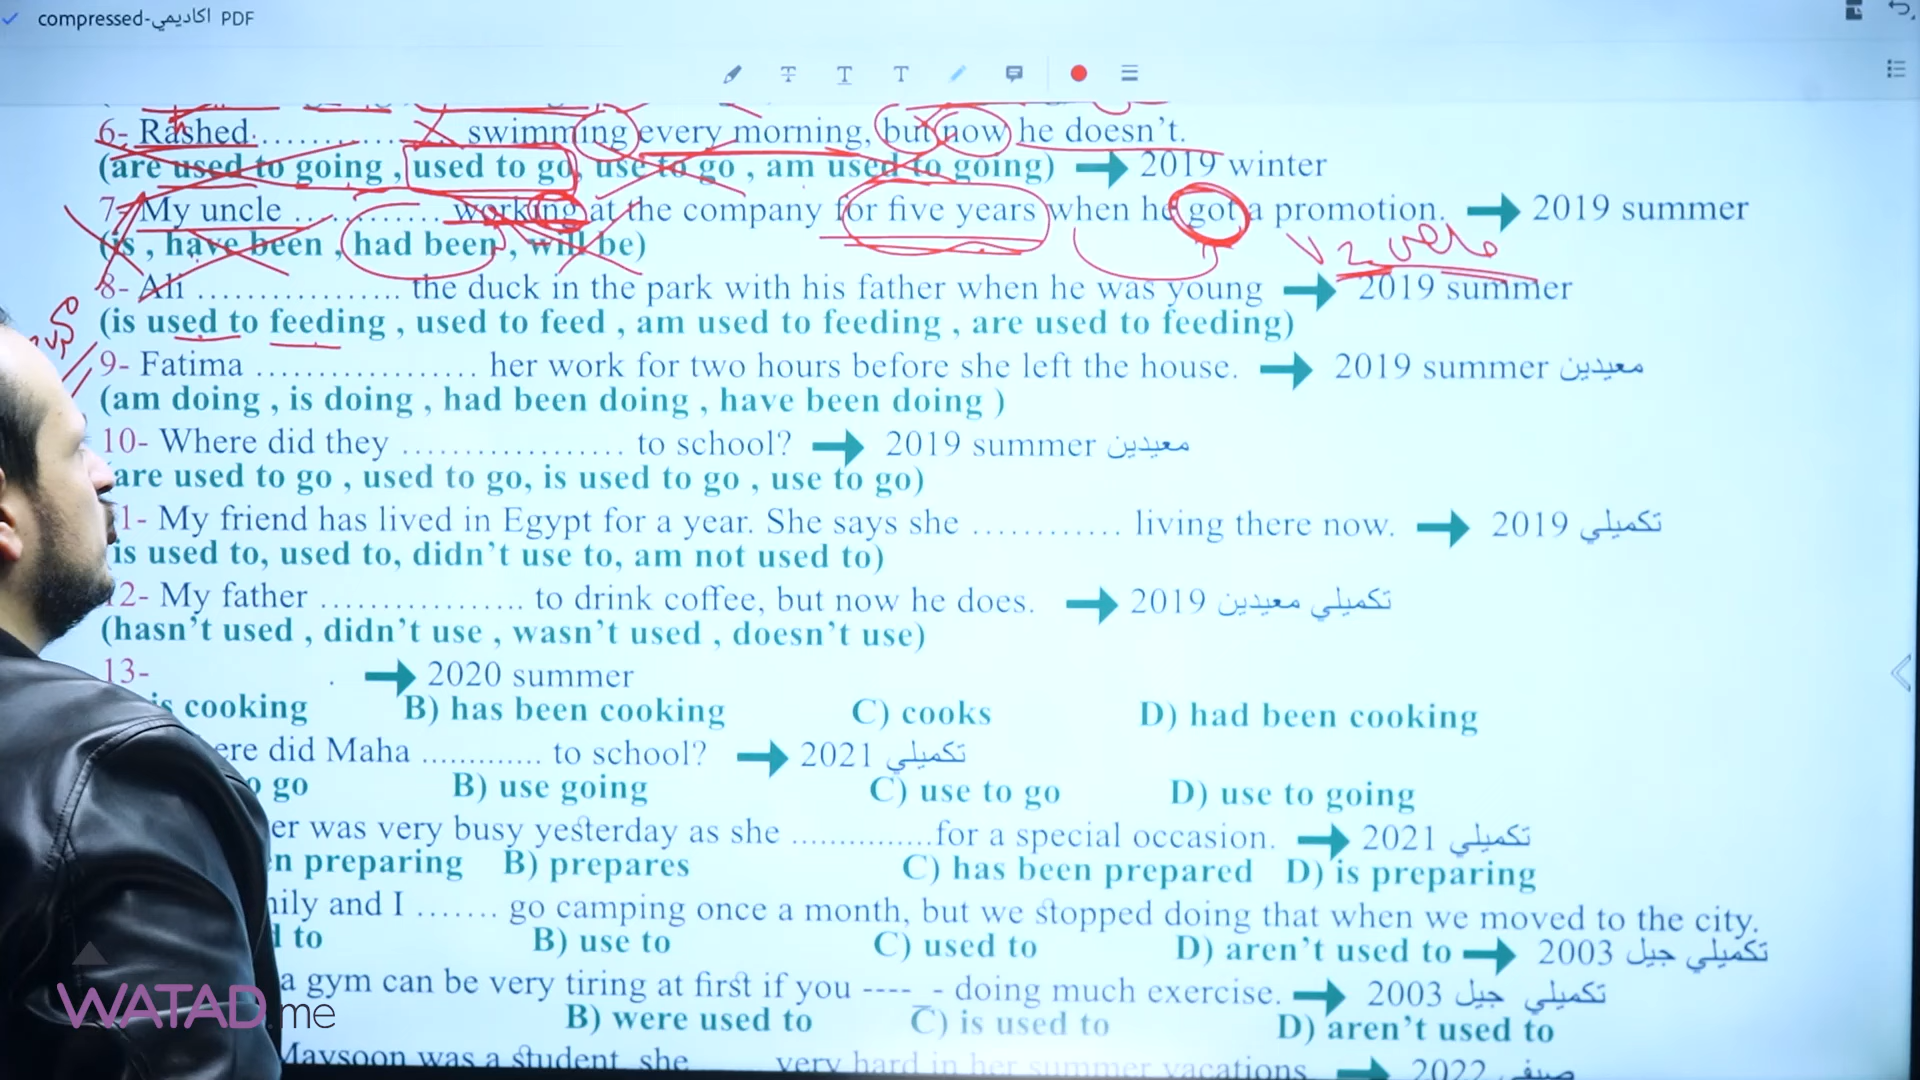 compressed-اكاديمي PDF
6- Rashed ................ swimming every morning, but now he doesn't.
(are used to going , used to go, use to go , am used to going) 2019 winter
7- My uncle ................ working at the company for five years when he got a promotion. 2019 summer
(is , have been , had been , will be)
8- Ali .................. the duck in the park with his father when he was young 2019 summer
(is used to feeding , used to feed , am used to feeding , are used to feeding)
9- Fatima ................... her work for two hours before she left the house. 2019 summer معيدين
(am doing , is doing , had been doing , have been doing )
10- Where did they ................... to school? 2019 summer معيدين
are used to go , used to go, is used to go , use to go)
1- My friend has lived in Egypt for a year. She says she ............ living there now. 2019 تكميلي
is used to, used to, didn't use to, am not used to)
12- My father ................. to drink coffee, but now he does. 2019 تكميلي معيدين
(hasn't used , didn't use , wasn't used , doesn't use)
13- . 2020 summer
is cooking B) has been cooking C) cooks D) had been cooking
ere did Maha ............. to school? 2021 تكميلي
go B) use going C) use to go D) use to going
er was very busy yesterday as she ...............for a special occasion. 2021 تكميلي
n preparing B) prepares C) has been prepared D) is preparing
ily and I ....... go camping once a month, but we stopped doing that when we moved to the city.
to B) use to C) used to D) aren't used to 2003 تكميلي جيل
a gym can be very tiring at first if you ---- - doing much exercise. 2003 تكميلي جيل
B) were used to C) is used to D) aren't used to
Maysoon was a student she very hard in her summer vacations 2022 صيفي
WATAD.me